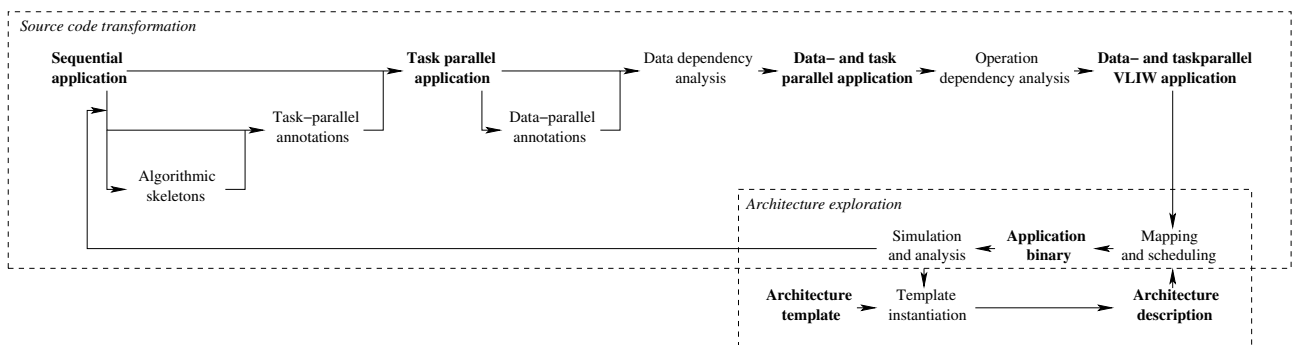 Source code transformation
Sequential
application
Task parallel
application
Data dependency
analysis
Data− and task
parallel application
Operation
dependency analysis
Data− and taskparallel
VLIW application
Task−parallel
annotations
Data−parallel
annotations
Algorithmic
skeletons
Architecture exploration
Simulation
and analysis
Application
binary
Mapping
and scheduling
Architecture
template
Template
instantiation
Architecture
description